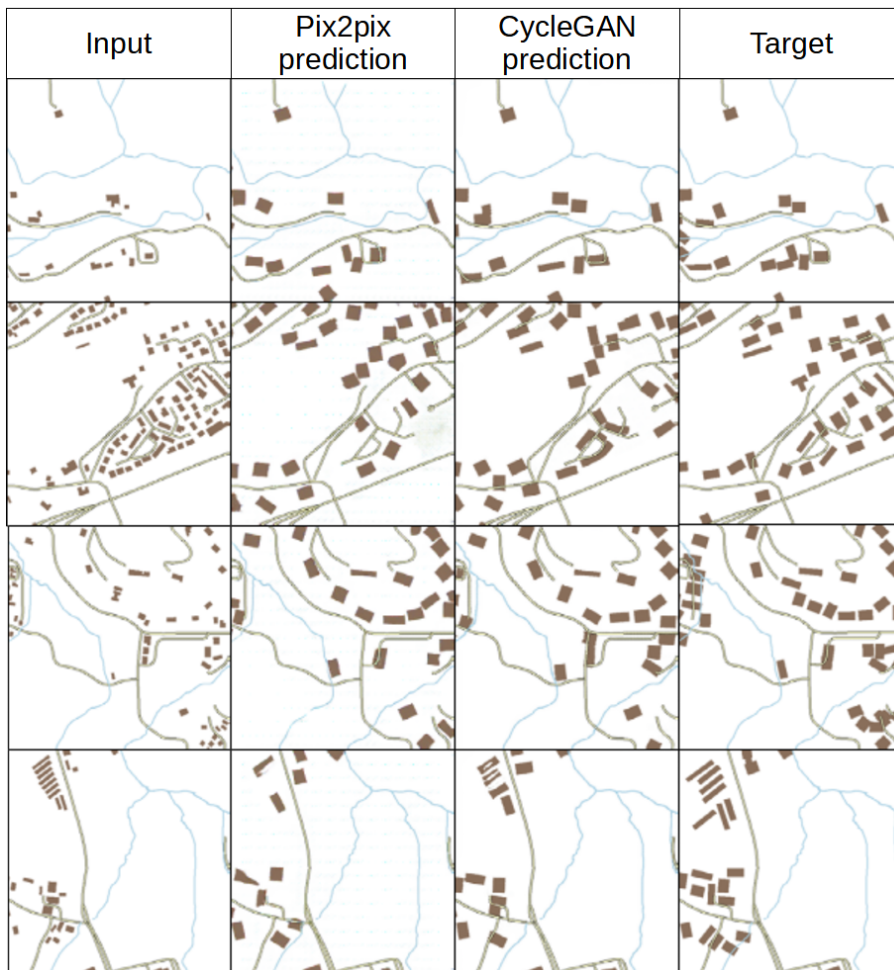 Input
Pix2pix
prediction
CycleGAN
prediction
Target